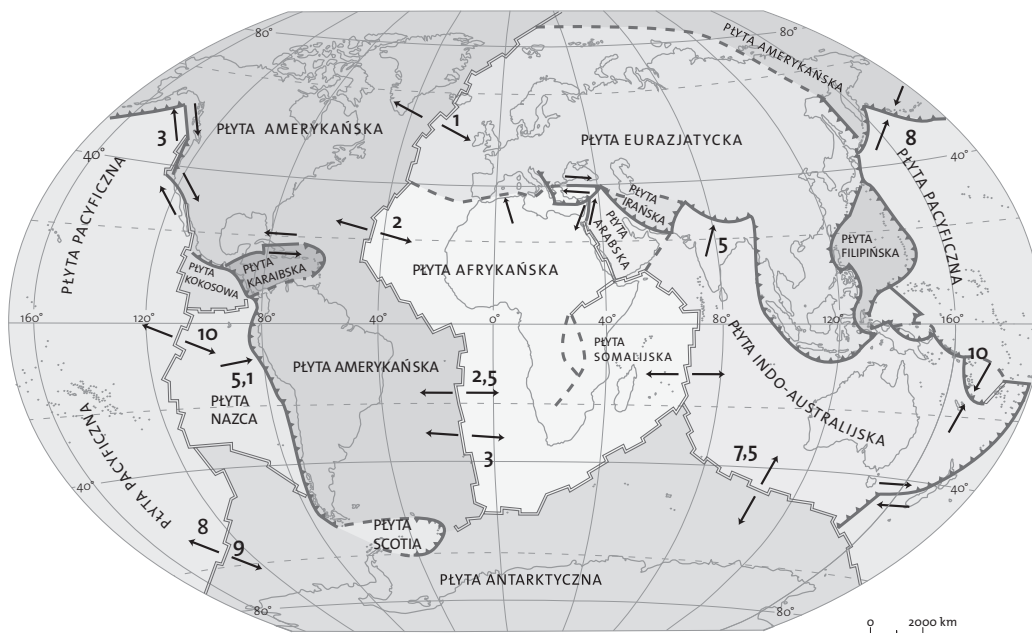 80°
80°
PŁYTA AMERYKAŃSKA
PŁYTA AMERYKAŃSKA
1
PŁYTA EURAZJATYCKA
3
8
40°
40°
PŁYTA PACYFICZNA
PŁYTA PACYFICZNA
PŁYTA
IRAŃSKA
PŁYTA
ARABSKA
2
5
PŁYTA
FILIPIŃSKA
PŁYTA
KOKOSOWA
PŁYTA
KARAIBSKA
PŁYTA AFRYKAŃSKA
160°
120°
80°
0°
40°
80°
120°
160°
10
PŁYTA
SOMALIJSKA
PŁYTA INDO-AUSTRALIJSKA
10
5,1
PŁYTA
NAZCA
PŁYTA AMERYKAŃSKA
2,5
3
7,5
PŁYTA PACYFICZNA
40°
40°
8
9
PŁYTA
SCOTIA
PŁYTA ANTARKTYCZNA
80°
80°
0
2000 km